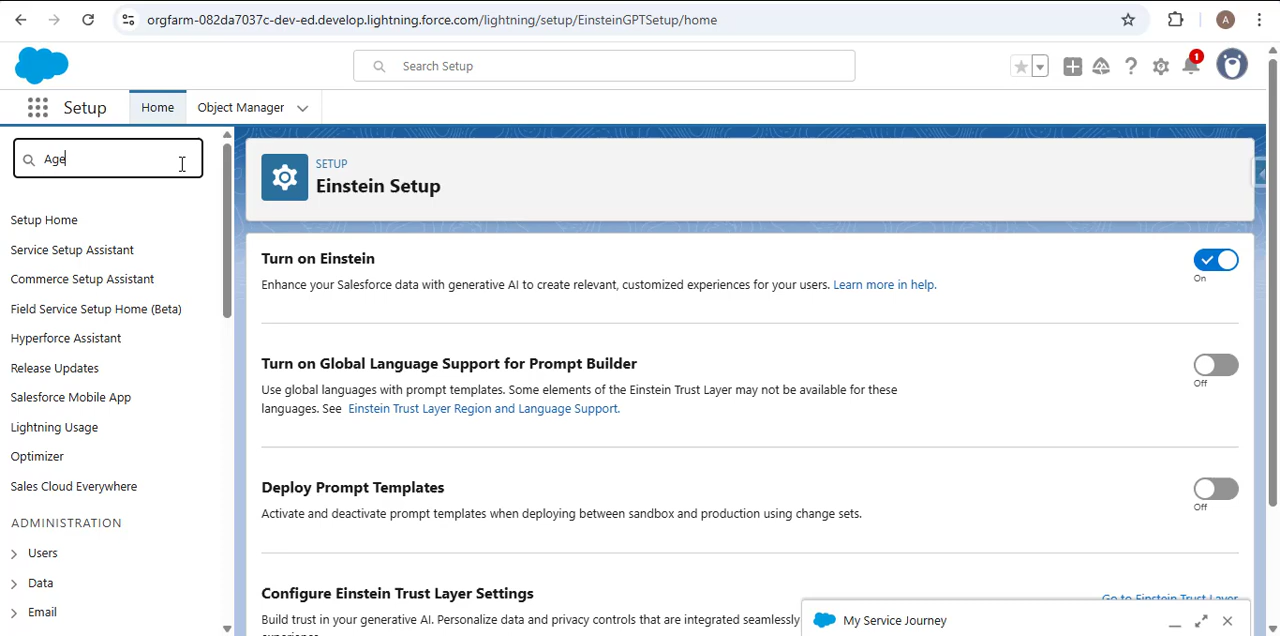 orgfarm-082da7037c-dev-ed.develop.lightning.force.com/lightning/setup/EinsteinGPTSetup/home
A
Search Setup
1
Setup
Home
Object Manager
Age
Setup Home
Service Setup Assistant
Commerce Setup Assistant
Field Service Setup Home (Beta)
Hyperforce Assistant
Release Updates
Salesforce Mobile App
Lightning Usage
Optimizer
Sales Cloud Everywhere
ADMINISTRATION
Users
Data
Email
SETUP
Einstein Setup
Turn on Einstein
Enhance your Salesforce data with generative AI to create relevant, customized experiences for your users. Learn more in help.
On
Turn on Global Language Support for Prompt Builder
Use global languages with prompt templates. Some elements of the Einstein Trust Layer may not be available for these
languages. See Einstein Trust Layer Region and Language Support.
Off
Deploy Prompt Templates
Activate and deactivate prompt templates when deploying between sandbox and production using change sets.
Off
Configure Einstein Trust Layer Settings
Go to Einstein Trust Layer
Build trust in your generative AI. Personalize data and privacy controls that are integrated seamlessly
My Service Journey